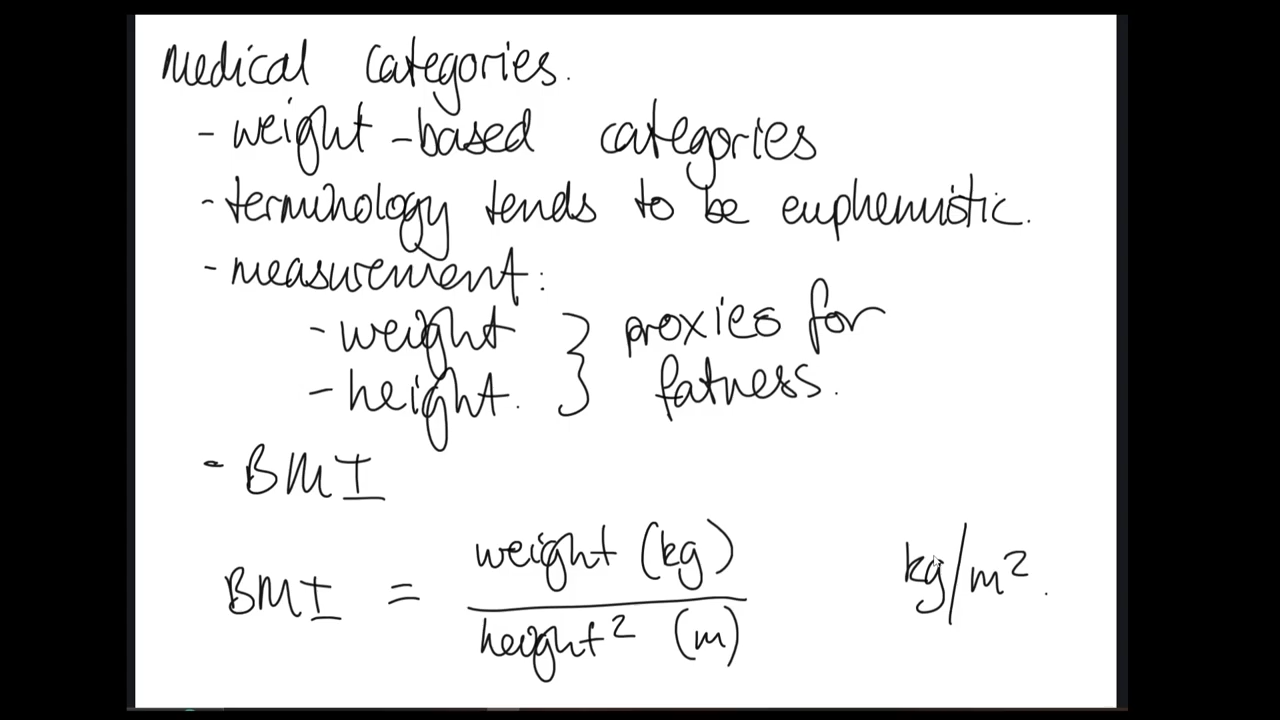 Medical categories.
- weight-based categories
- terminology tends to be euphemistic.
- measurement:
- weight } proxies for
- height. fatness.
- BMI
BMI = weight (kg) / height² (m)
kg/m².